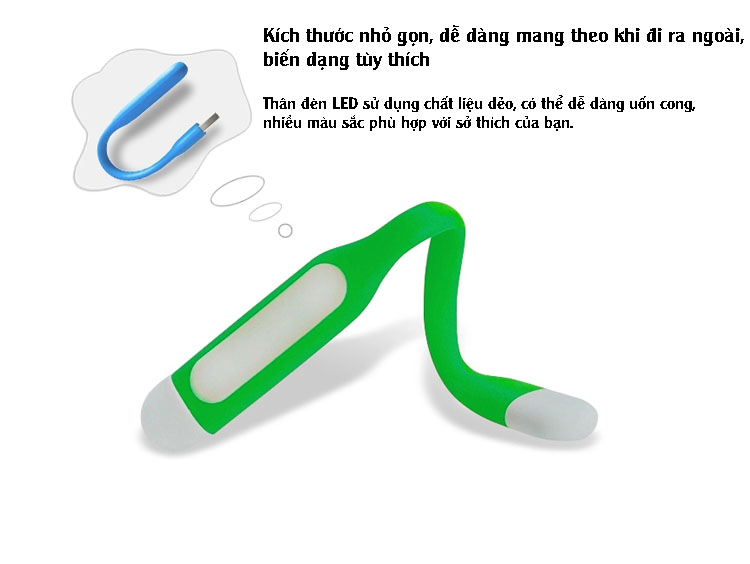 Kích thước nhỏ gọn, dễ dàng mang theo khi đi ra ngoài,
biến dạng tùy thích
Thân đèn LED sử dụng chất liệu dẻo, có thể dễ dàng uốn cong,
nhiều màu sắc phù hợp với sở thích của bạn.